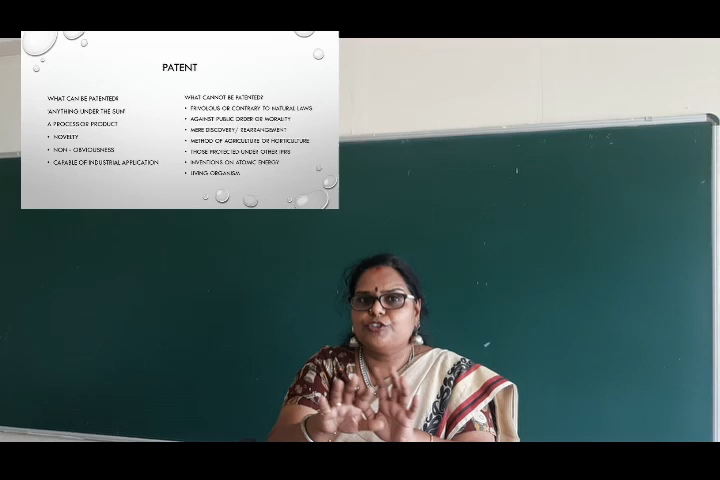 PATENT
WHAT CAN BE PATENTED?
'ANYTHING UNDER THE SUN'
A PROCESS OR PRODUCT
• NOVELTY
• NON - OBVIOUSNESS
• CAPABLE OF INDUSTRIAL APPLICATION
WHAT CANNOT BE PATENTED?
• FRIVOLOUS OR CONTRARY TO NATURAL LAWS
• AGAINST PUBLIC ORDER OR MORALITY
• MERE DISCOVERY/ REARRANGEMENT
• METHOD OF AGRICULTURE OR HORTICULTURE
• THOSE PROTECTED UNDER OTHER IPRS
• INVENTIONS ON ATOMIC ENERGY
• LIVING ORGANISM